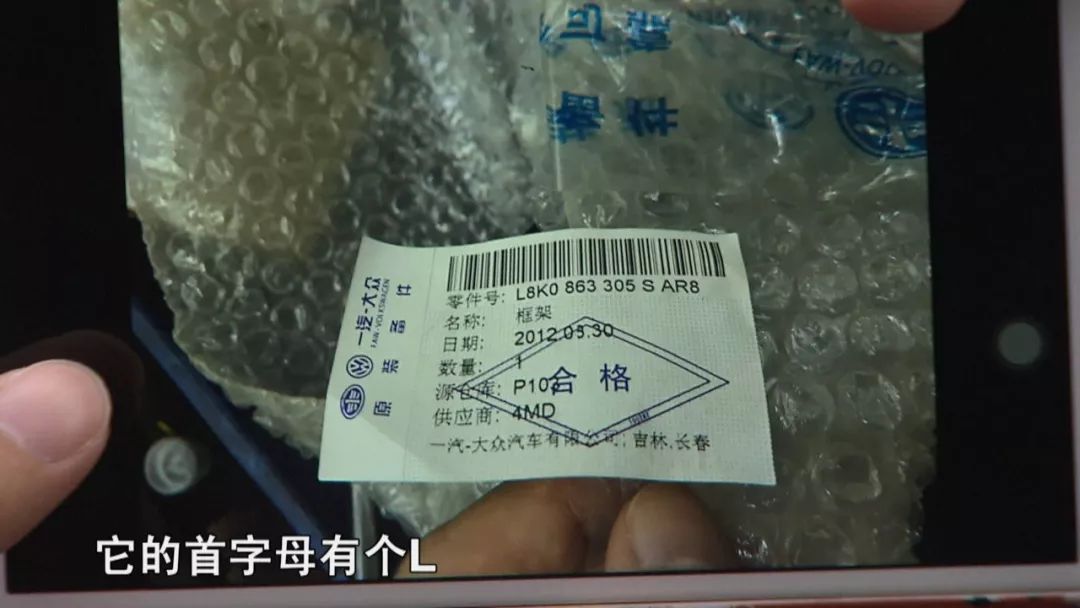 零件号: L8K0 863 305 S AR8
名称: 框架
日期: 2012.03.30
数量: 1
源仓库: P102
供应商: 4MD
一汽-大众汽车有限公司; 吉林.长春
合格
一汽-大众
FAW-VOLKSWAGEN
原装备件
它的首字母有个L